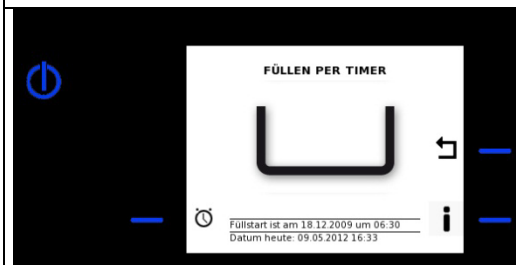 FÜLLEN PER TIMER
Füllstart ist am 18.12.2009 um 06:30
Datum heute: 09.05.2012 16:33